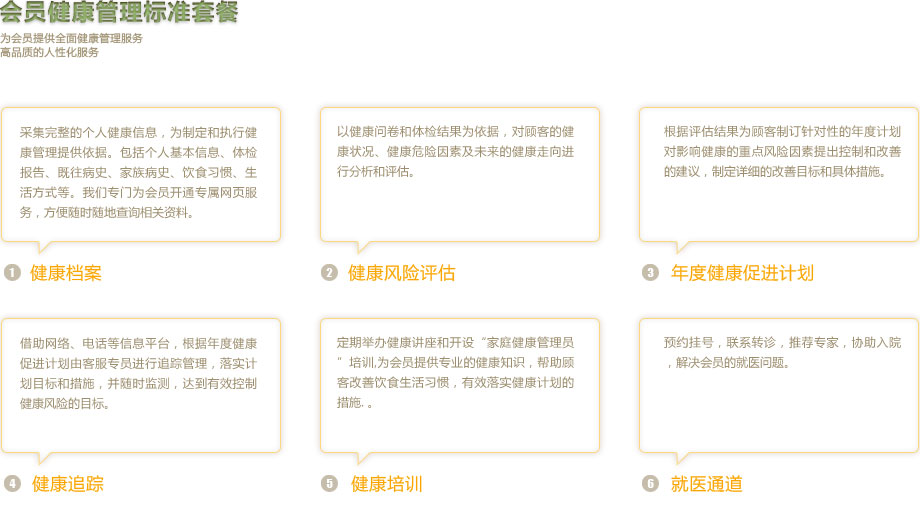 会员健康管理标准套餐
为会员提供全面健康管理服务
高品质的人性化服务
采集完整的个人健康信息，为制定和执行健
康管理提供依据。包括个人基本信息、体检
报告、既往病史、家族病史、饮食习惯、生
活方式等。我们专门为会员开通专属网页服
务，方便随时随地查询相关资料。
1 健康档案
以健康问卷和体检结果为依据，对顾客的健
康状况、健康危险因素及未来的健康走向进
行分析和评估。
2 健康风险评估
根据评估结果为顾客制订针对性的年度计划
对影响健康的重点风险因素提出控制和改善
的建议，制定详细的改善目标和具体措施。
3 年度健康促进计划
借助网络、电话等信息平台，根据年度健康
促进计划由客服专员进行追踪管理，落实计
划目标和措施，并随时监测，达到有效控制
健康风险的目标。
4 健康追踪
定期举办健康讲座和开设“家庭健康管理员
”培训,为会员提供专业的健康知识，帮助顾
客改善饮食生活习惯，有效落实健康计划的
措施.。
5 健康培训
预约挂号，联系转诊，推荐专家，协助入院
，解决会员的就医问题。
6 就医通道